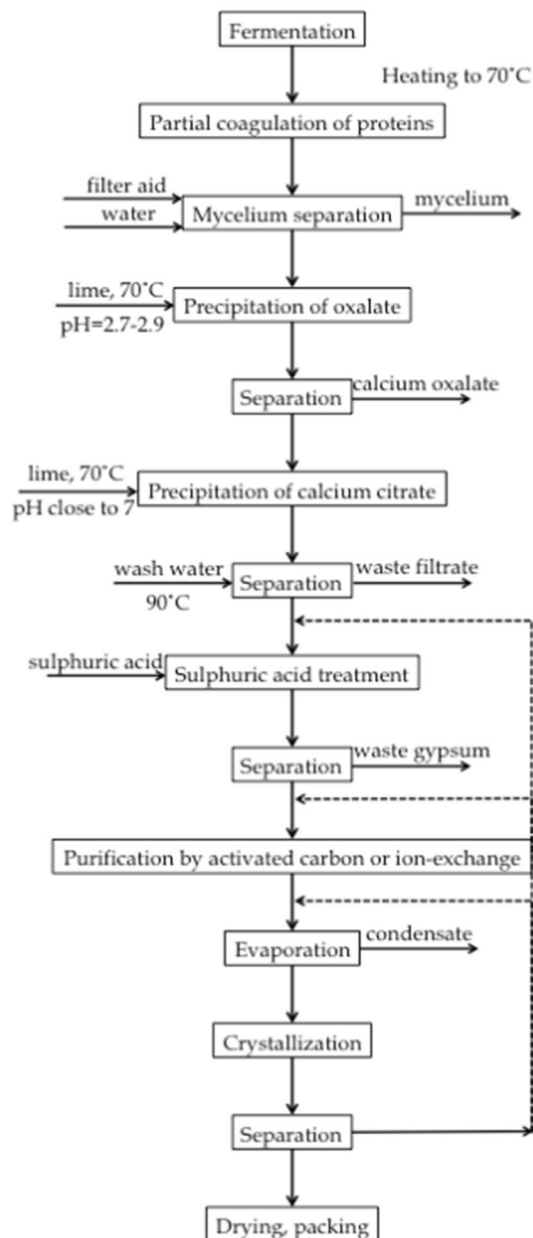 Fermentation
Heating to 70˚C
Partial coagulation of proteins
filter aid
water
Mycelium separation
mycelium
lime, 70˚C
pH=2.7-2.9
Precipitation of oxalate
Separation
calcium oxalate
lime, 70˚C
pH close to 7
Precipitation of calcium citrate
wash water
90˚C
Separation
waste filtrate
sulphuric acid
Sulphuric acid treatment
Separation
waste gypsum
Purification by activated carbon or ion-exchange
Evaporation
condensate
Crystallization
Separation
Drying, packing